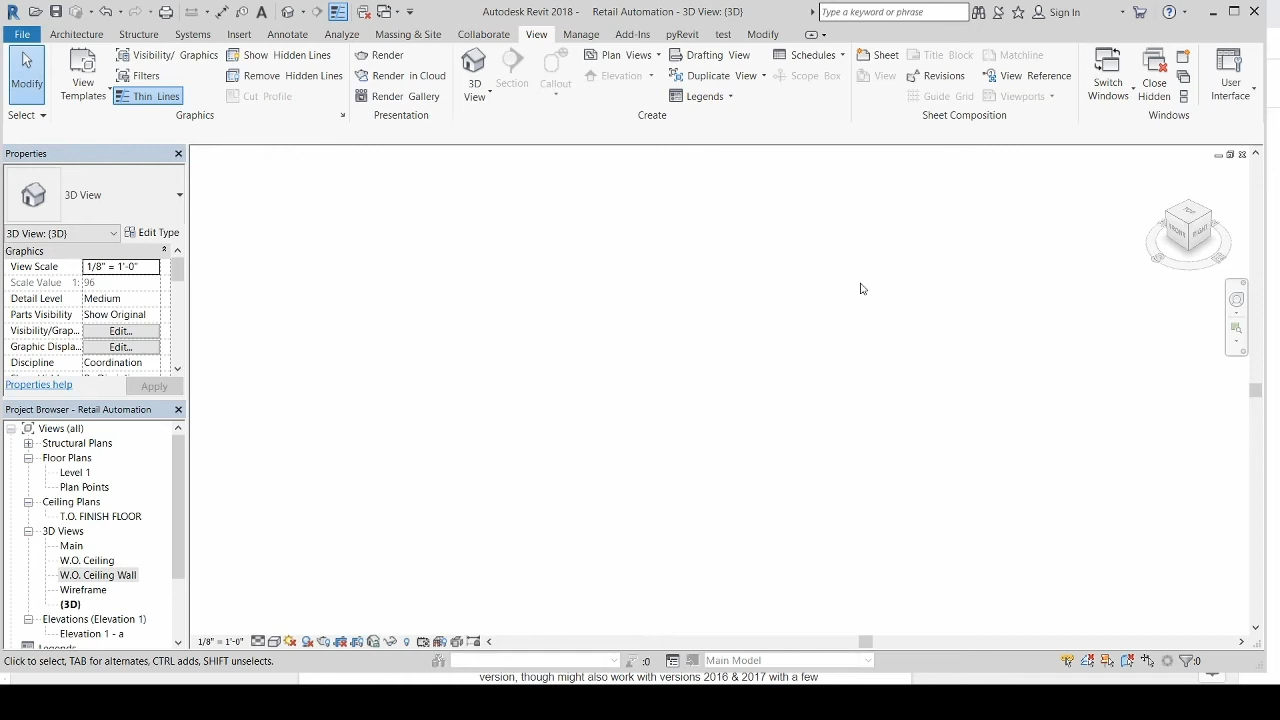 Autodesk Revit 2018 - Retail Automation - 3D View: {3D}
Type a keyword or phrase
Sign In
File Architecture Structure Systems Insert Annotate Analyze Massing & Site Collaborate View Manage Add-Ins pyRevit test Modify
Modify
Select
View Templates
Visibility/ Graphics
Filters
Thin Lines
Show Hidden Lines
Remove Hidden Lines
Cut Profile
Graphics
Render
Render in Cloud
Render Gallery
Presentation
3D View
Section
Callout
Plan Views
Elevation
Drafting View
Duplicate View
Legends
Schedules
Scope Box
Create
Sheet
View
Title Block
Revisions
Guide Grid
Matchline
View Reference
Viewports
Sheet Composition
Switch Windows
Close Hidden
Windows
User Interface
Properties
3D View
3D View: {3D}
Edit Type
Graphics
View Scale 1/8" = 1'-0"
Scale Value 1: 96
Detail Level Medium
Parts Visibility Show Original
Visibility/Grap... Edit...
Graphic Displa... Edit...
Discipline Coordination
Properties help Apply
Project Browser - Retail Automation
Views (all)
Structural Plans
Floor Plans
Level 1
Plan Points
Ceiling Plans
T.O. FINISH FLOOR
3D Views
Main
W.O. Ceiling
W.O. Ceiling Wall
Wireframe
{3D}
Elevations (Elevation 1)
Elevation 1 - a
Legends
TOP
FRONT
RIGHT
1/8" = 1'-0"
Click to select, TAB for alternates, CTRL adds, SHIFT unselects.
:0
Main Model
:0
version, though might also work with versions 2016 & 2017 with a few